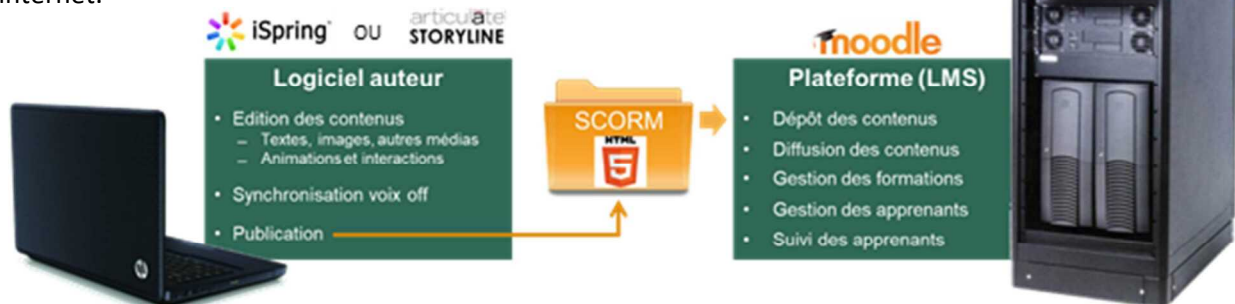 internet.
iSpring ou articulate
STORYLINE
moodle
Logiciel auteur
• Edition des contenus
– Textes, images, autres médias
– Animations et interactions
• Synchronisation voix off
• Publication
SCORM
HTML
5
Plateforme (LMS)
• Dépôt des contenus
• Diffusion des contenus
• Gestion des formations
• Gestion des apprenants
• Suivi des apprenants
hp